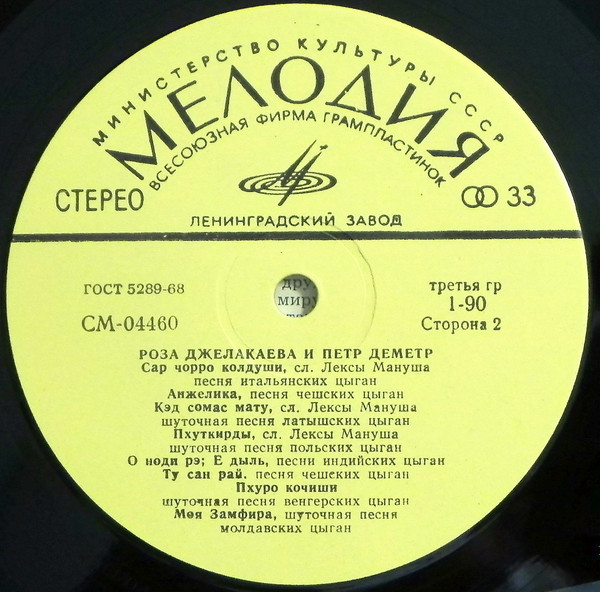 МИНИСТЕРСТВО КУЛЬТУРЫ СССР
МЕЛОДИЯ
ВСЕСОЮЗНАЯ ФИРМА ГРАМПЛАСТИНОК
СТЕРЕО
33
ЛЕНИНГРАДСКИЙ ЗАВОД
ГОСТ 5289-68
СМ-04460
третья гр
1-90
Сторона 2
дру
миру
РОЗА ДЖЕЛАКАЕВА И ПЕТР ДЕМЕТР
Сар чорро колдуши, сл. Лексы Мануша
песня итальянских цыган
Анжелика, песня чешских цыган
Кэд сомас мату, сл. Лексы Мануша
шуточная песня латышских цыган
Пхуткирды, сл. Лексы Мануша
шуточная песня польских цыган
О ноди рэ; Е дыль, песни индийских цыган
Ту сан рай. песня чешских цыган
Пхуро кочиши
шуточная песня венгерских цыган
Моя Замфира, шуточная песня
молдавских цыган